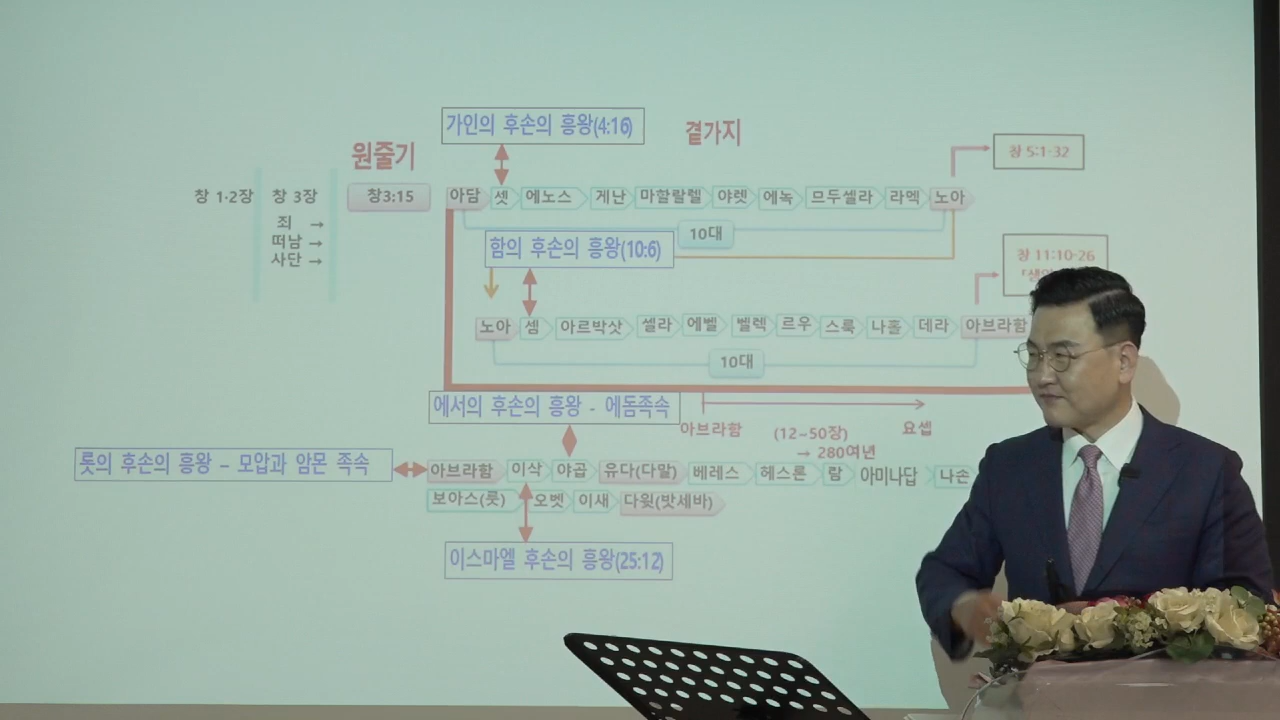 가인의 후손의 흥왕(4:16)
곁가지
원줄기
창 5:1-32
창 1·2장
창 3장
창3:15
아담 셋 에노스 게난 마할랄렐 야렛 에녹 므두셀라 라멕 노아
죄 →
떠남 →
사단 →
10대
함의 후손의 흥왕(10:6)
창 11:10-26
노아 셈 아르박삿 셀라 에벨 벨렉 르우 스룩 나홀 데라 아브라함
10대
에서의 후손의 흥왕 - 에돔족속
아브라함 (12~50장) 요셉
→ 280여년
롯의 후손의 흥왕 – 모압과 암몬 족속
아브라함 이삭 야곱 유다(다말) 베레스 헤스론 람 아미나답 나손
보아스(룻) 오벳 이새 다윗(밧세바)
이스마엘 후손의 흥왕(25:12)